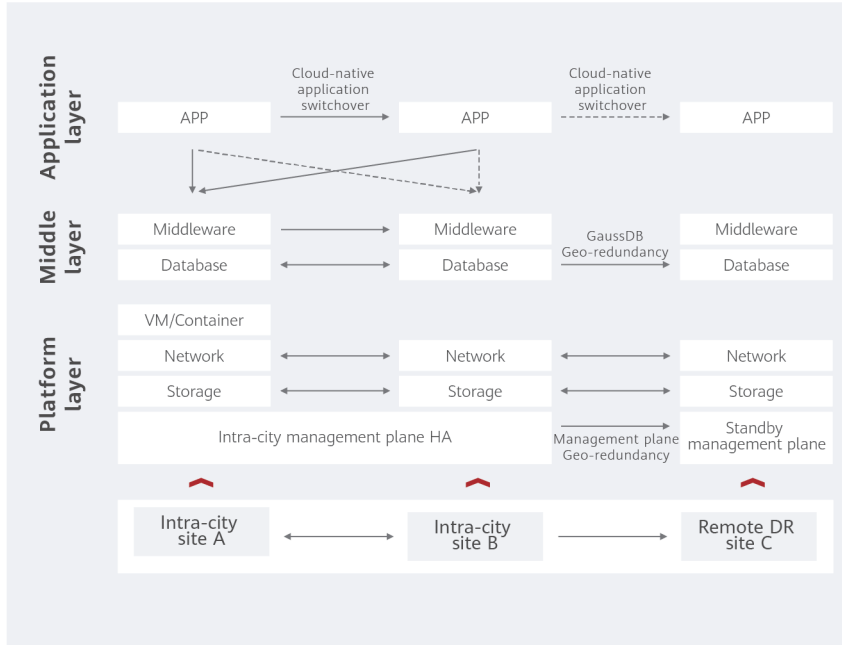 Application
layer
Cloud-native
application
switchover
Cloud-native
application
switchover
APP
APP
APP
Middle
layer
Middleware
Middleware
GaussDB
Geo-redundancy
Middleware
Database
Database
Database
Platform
layer
VM/Container
Network
Network
Network
Storage
Storage
Storage
Intra-city management plane HA
Management plane
Geo-redundancy
Standby
management plane
Intra-city
site A
Intra-city
site B
Remote DR
site C